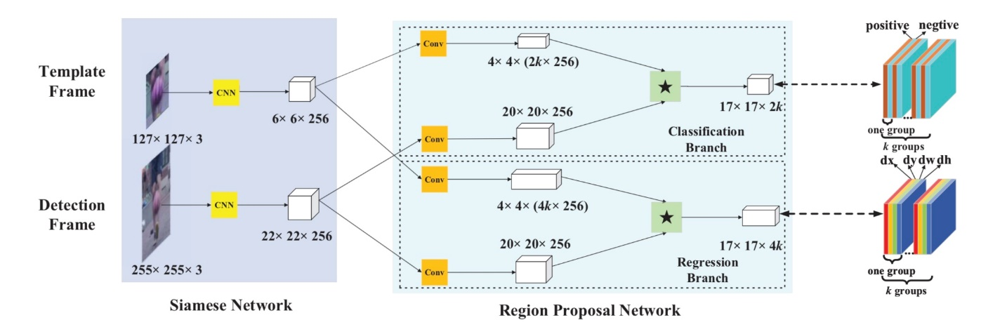 Template
Frame
127× 127× 3
CNN
6× 6× 256
Detection
Frame
255× 255× 3
CNN
22× 22× 256
Siamese Network
Conv
4× 4× (2k× 256)
Conv
20× 20× 256
★
17× 17× 2k
Classification
Branch
Conv
4× 4× (4k× 256)
Conv
20× 20× 256
★
17× 17× 4k
Regression
Branch
Region Proposal Network
positive negtive
...
one group
k groups
dx dy dw dh
...
one group
k groups